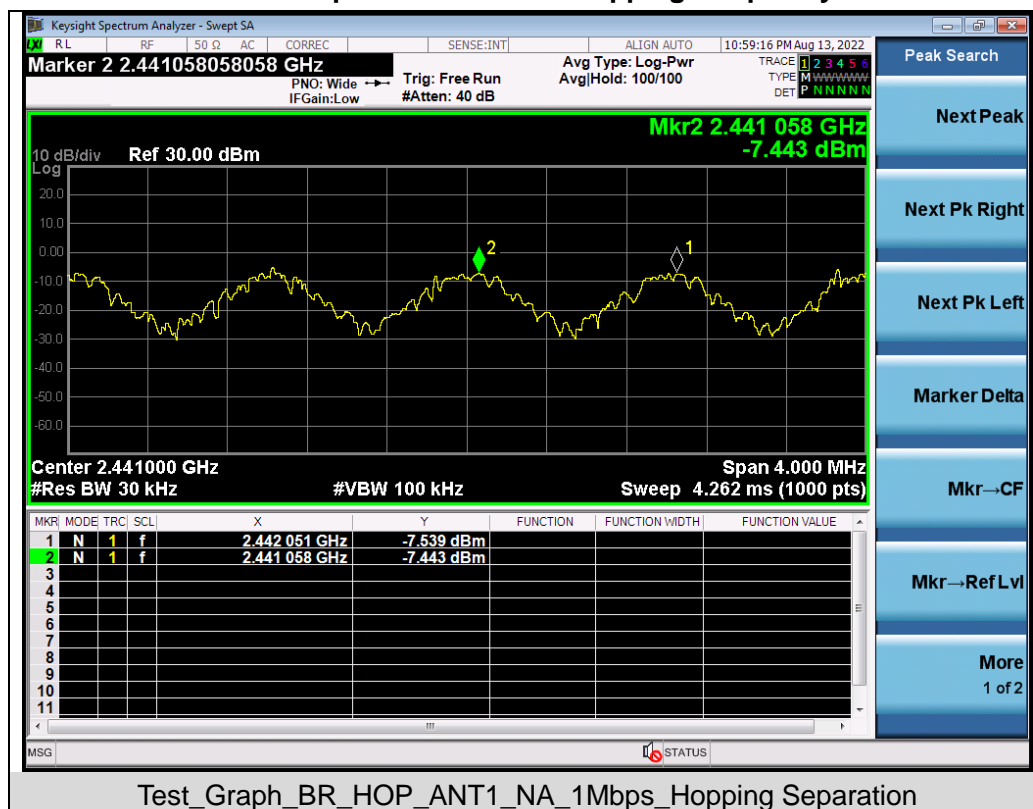 Keysight Spectrum Analyzer - Swept SA
LXI RL RF 50 Ω AC CORREC SENSE:INT ALIGN AUTO 10:59:16 PM Aug 13, 2022
Marker 2 2.441058058058 GHz
PNO: Wide
IFGain:Low
Trig: Free Run
#Atten: 40 dB
Avg Type: Log-Pwr
Avg|Hold: 100/100
TRACE 1 2 3 4 5 6
TYPE M WWWWW
DET P N N N N N
Peak Search
Mkr2 2.441 058 GHz
-7.443 dBm
10 dB/div Ref 30.00 dBm
Log
20.0
10.0
0.00
-10.0
-20.0
-30.0
-40.0
-50.0
-60.0
2
1
Center 2.441000 GHz Span 4.000 MHz
#Res BW 30 kHz #VBW 100 kHz Sweep 4.262 ms (1000 pts)
MKR MODE TRC SCL X Y FUNCTION FUNCTION WIDTH FUNCTION VALUE
1 N 1 f 2.442 051 GHz -7.539 dBm
2 N 1 f 2.441 058 GHz -7.443 dBm
3
4
5
6
7
8
9
10
11
MSG STATUS
Next Peak
Next Pk Right
Next Pk Left
Marker Delta
Mkr→CF
Mkr→Ref Lvl
More
1 of 2
Test_Graph_BR_HOP_ANT1_NA_1Mbps_Hopping Separation